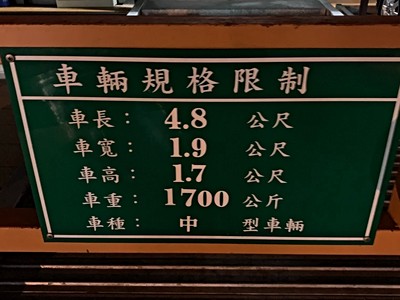 車輛規格限制
車長： 4.8 公尺
車寬： 1.9 公尺
車高： 1.7 公尺
車重： 1700 公斤
車種： 中 型車輛